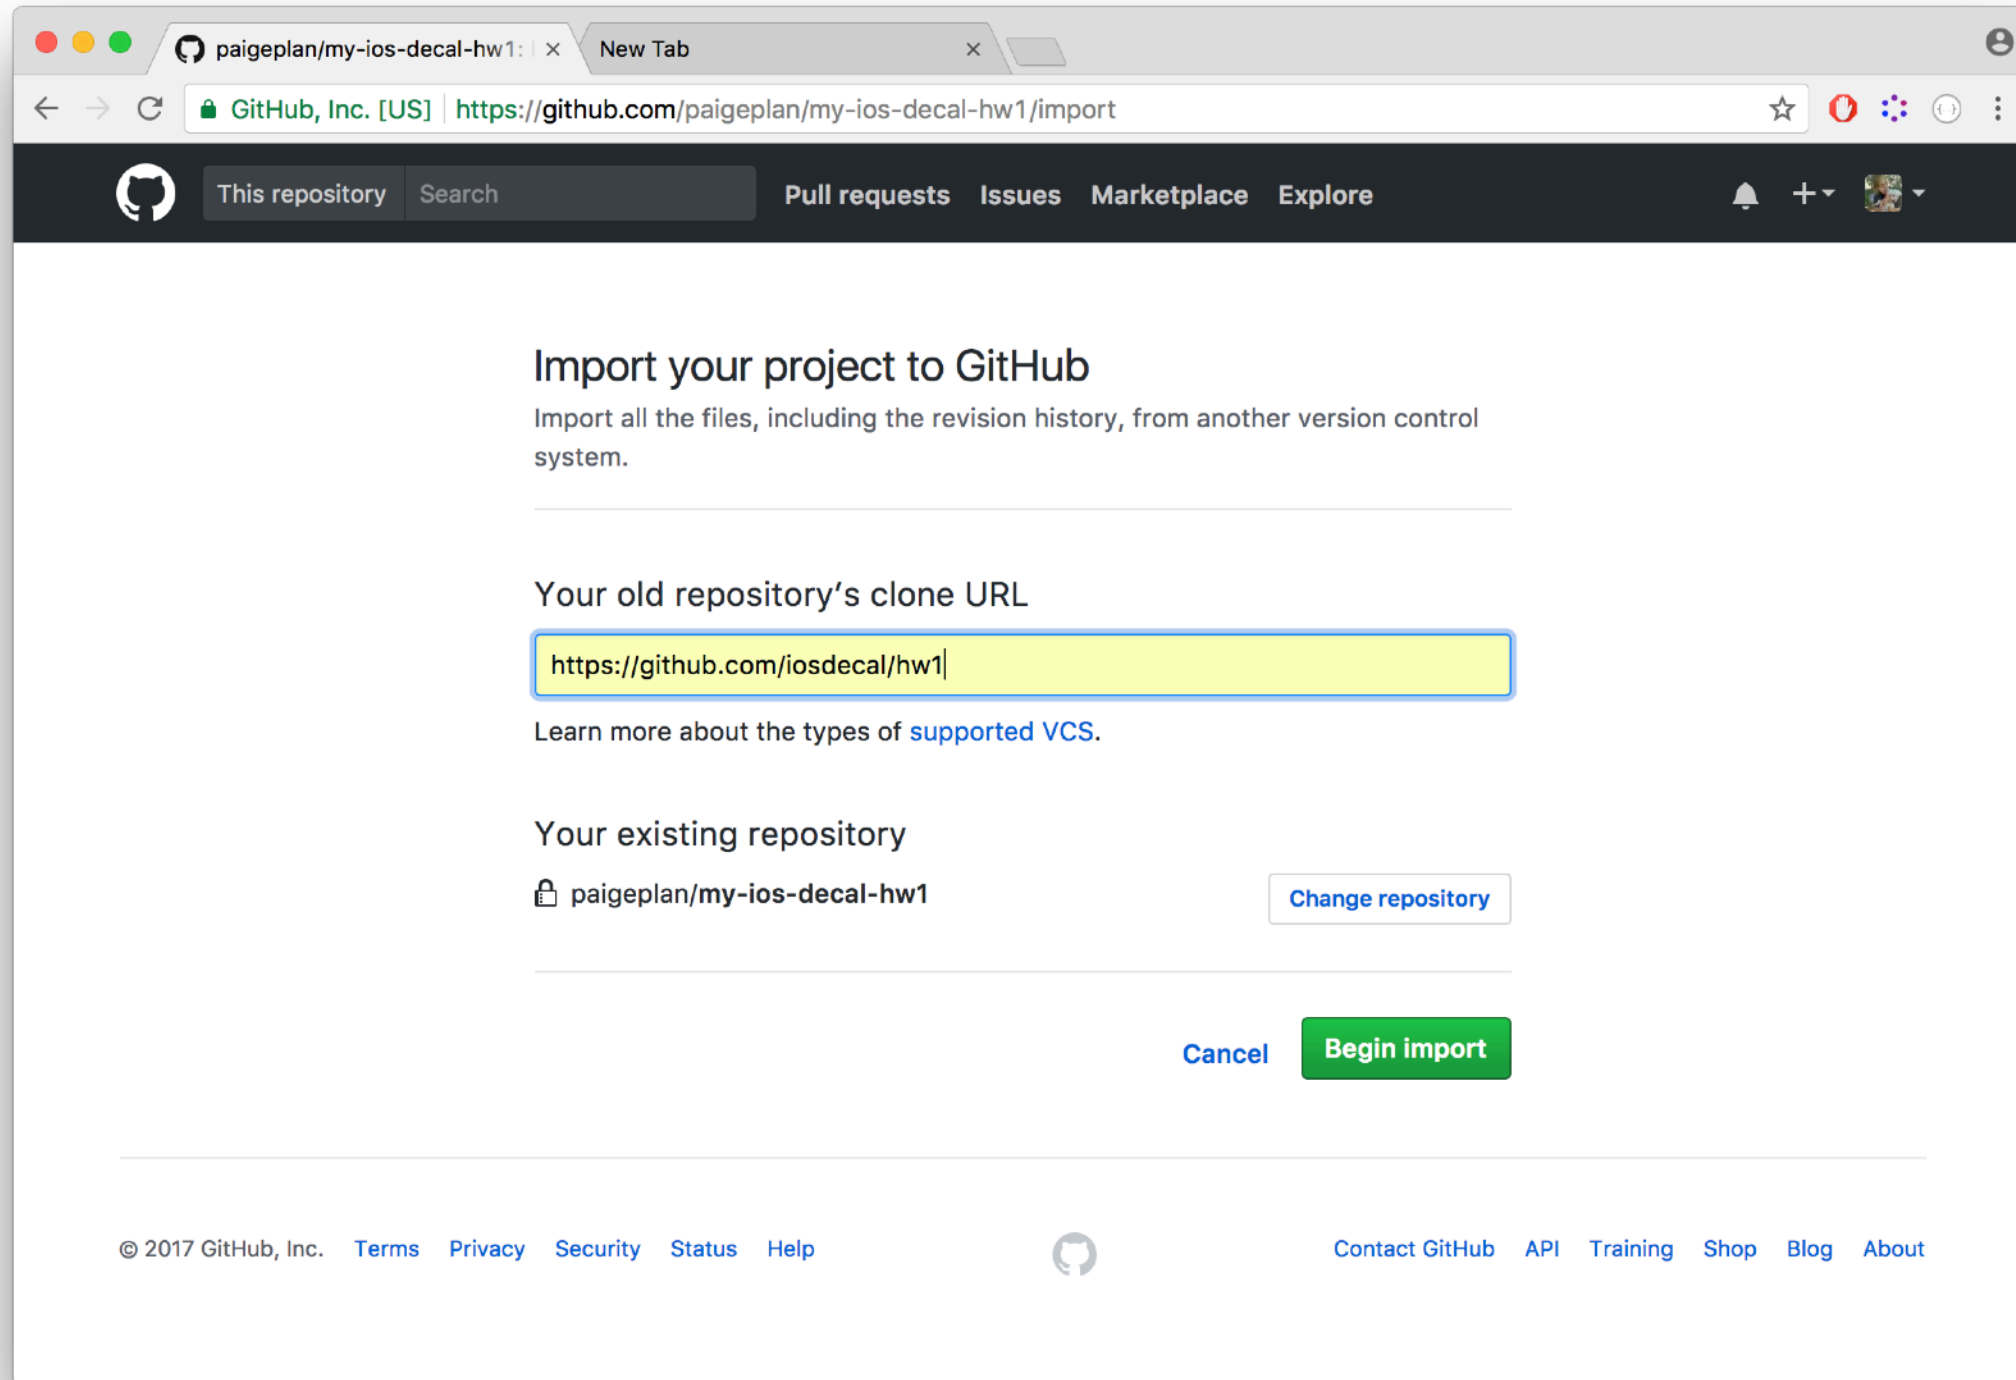 paigeplan/my-ios-decal-hw1:
New Tab
GitHub, Inc. [US] https://github.com/paigeplan/my-ios-decal-hw1/import
This repository Search Pull requests Issues Marketplace Explore
Import your project to GitHub
Import all the files, including the revision history, from another version control
system.
Your old repository's clone URL
https://github.com/iosdecal/hw1
Learn more about the types of supported VCS.
Your existing repository
paigeplan/my-ios-decal-hw1
Change repository
Cancel Begin import
© 2017 GitHub, Inc. Terms Privacy Security Status Help Contact GitHub API Training Shop Blog About